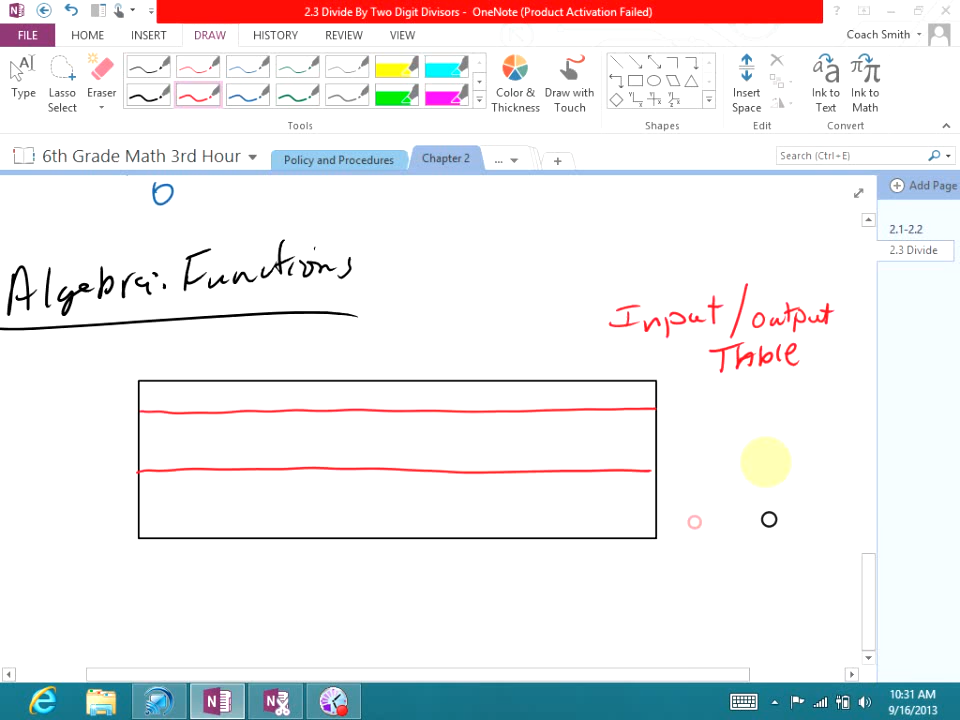 2.3 Divide By Two Digit Divisors - OneNote (Product Activation Failed)
FILE HOME INSERT DRAW HISTORY REVIEW VIEW Coach Smith
Type Lasso Select Eraser Color & Thickness Draw with Touch Insert Space Ink to Text Ink to Math
Tools Shapes Edit Convert
6th Grade Math 3rd Hour Policy and Procedures Chapter 2 ... Search (Ctrl+E)
Add Page
2.1-2.2
2.3 Divide
Algebra: Functions
Input/output
Table
10:31 AM
9/16/2013